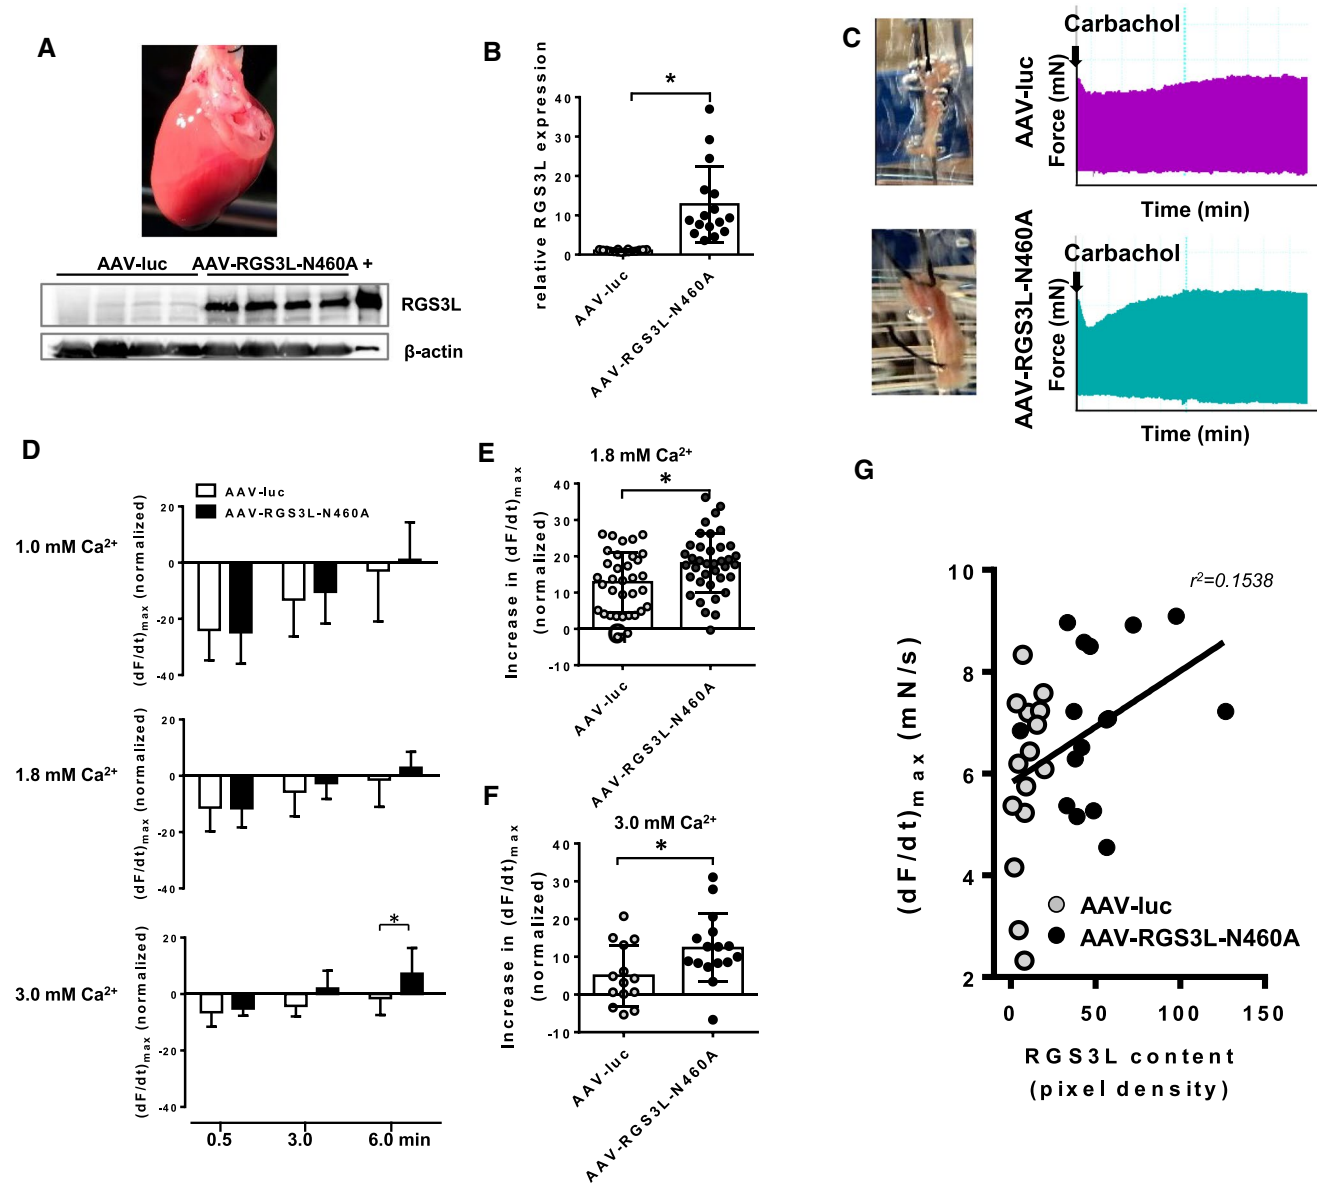 A
AAV-luc AAV-RGS3L-N460A +
RGS3L
β-actin
B
relative RGS3L expression
40
30
20
10
0
*
AAV-luc
AAV-RGS3L-N460A
C
AAV-luc
Force (mN)
Carbachol
Time (min)
AAV-RGS3L-N460A
Force (mN)
Carbachol
Time (min)
D
AAV-luc
AAV-RGS3L-N460A
1.0 mM Ca²⁺
(dF/dt)max (normalized)
20
0
-20
-40
1.8 mM Ca²⁺
(dF/dt)max (normalized)
20
0
-20
-40
3.0 mM Ca²⁺
(dF/dt)max (normalized)
20
0
-20
-40
*
0.5 3.0 6.0 min
E
1.8 mM Ca²⁺
*
Increase in (dF/dt)max
(normalized)
40
30
20
10
0
-10
AAV-luc
AAV-RGS3L-N460A
F
3.0 mM Ca²⁺
*
Increase in (dF/dt)max
(normalized)
40
30
20
10
0
-10
AAV-luc
AAV-RGS3L-N460A
G
r²=0.1538
(dF/dt)max (mN/s)
10
8
6
4
2
AAV-luc
AAV-RGS3L-N460A
0 50 100 150
RGS3L content
(pixel density)